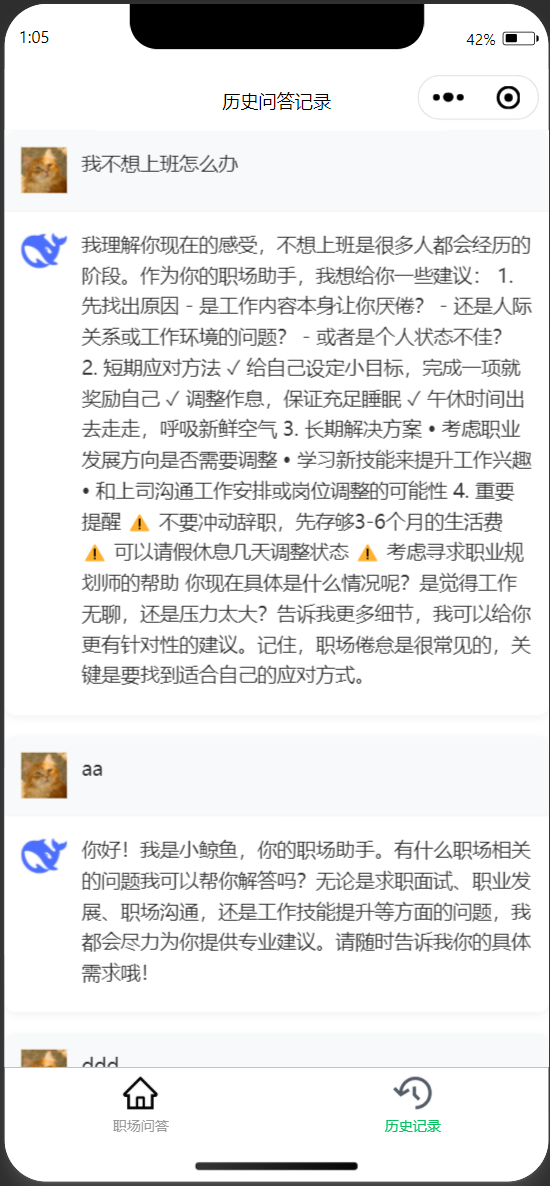 1:05
42%
历史问答记录
我不想上班怎么办
我理解你现在的感受，不想上班是很多人都会经历的
阶段。作为你的职场助手，我想给你一些建议： 1.
先找出原因 - 是工作内容本身让你厌倦？ - 还是人际
关系或工作环境的问题？ - 或者是个人状态不佳？
2. 短期应对方法 ✓ 给自己设定小目标，完成一项就
奖励自己 ✓ 调整作息，保证充足睡眠 ✓ 午休时间出
去走走，呼吸新鲜空气 3. 长期解决方案 • 考虑职业
发展方向是否需要调整 • 学习新技能来提升工作兴趣
• 和上司沟通工作安排或岗位调整的可能性 4. 重要
提醒 ⚠️ 不要冲动辞职，先存够3-6个月的生活费
⚠️ 可以请假休息几天调整状态 ⚠️ 考虑寻求职业规
划师的帮助 你现在具体是什么情况呢？是觉得工作
无聊，还是压力太大？告诉我更多细节，我可以给你
更有针对性的建议。记住，职场倦怠是很常见的，关
键是要找到适合自己的应对方式。
aa
你好！我是小鲸鱼，你的职场助手。有什么职场相关
的问题我可以帮你解答吗？无论是求职面试、职业发
展、职场沟通，还是工作技能提升等方面的问题，我
都会尽力为你提供专业建议。请随时告诉我你的具体
需求哦！
ddd
职场问答
历史记录